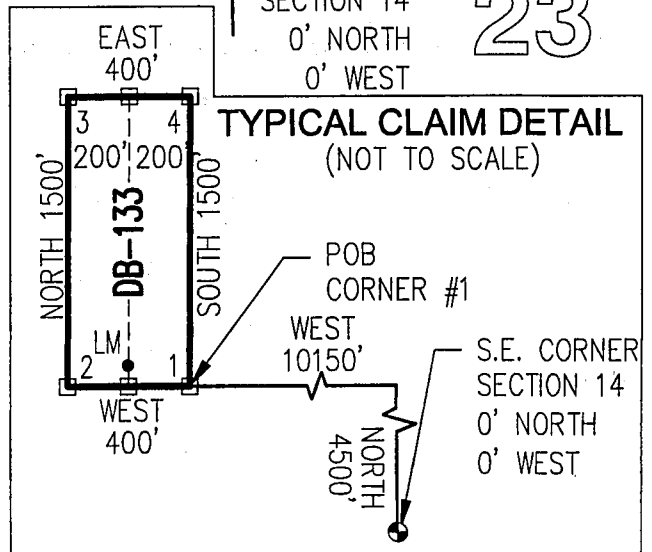 SECTION 14
0' NORTH
0' WEST
23
EAST
400'
TYPICAL CLAIM DETAIL
(NOT TO SCALE)
3
4
200'
200'
NORTH 1500'
DB-133
SOUTH 1500'
LM
2
1
WEST
400'
POB
CORNER #1
WEST
10150'
NORTH
4500'
S.E. CORNER
SECTION 14
0' NORTH
0' WEST